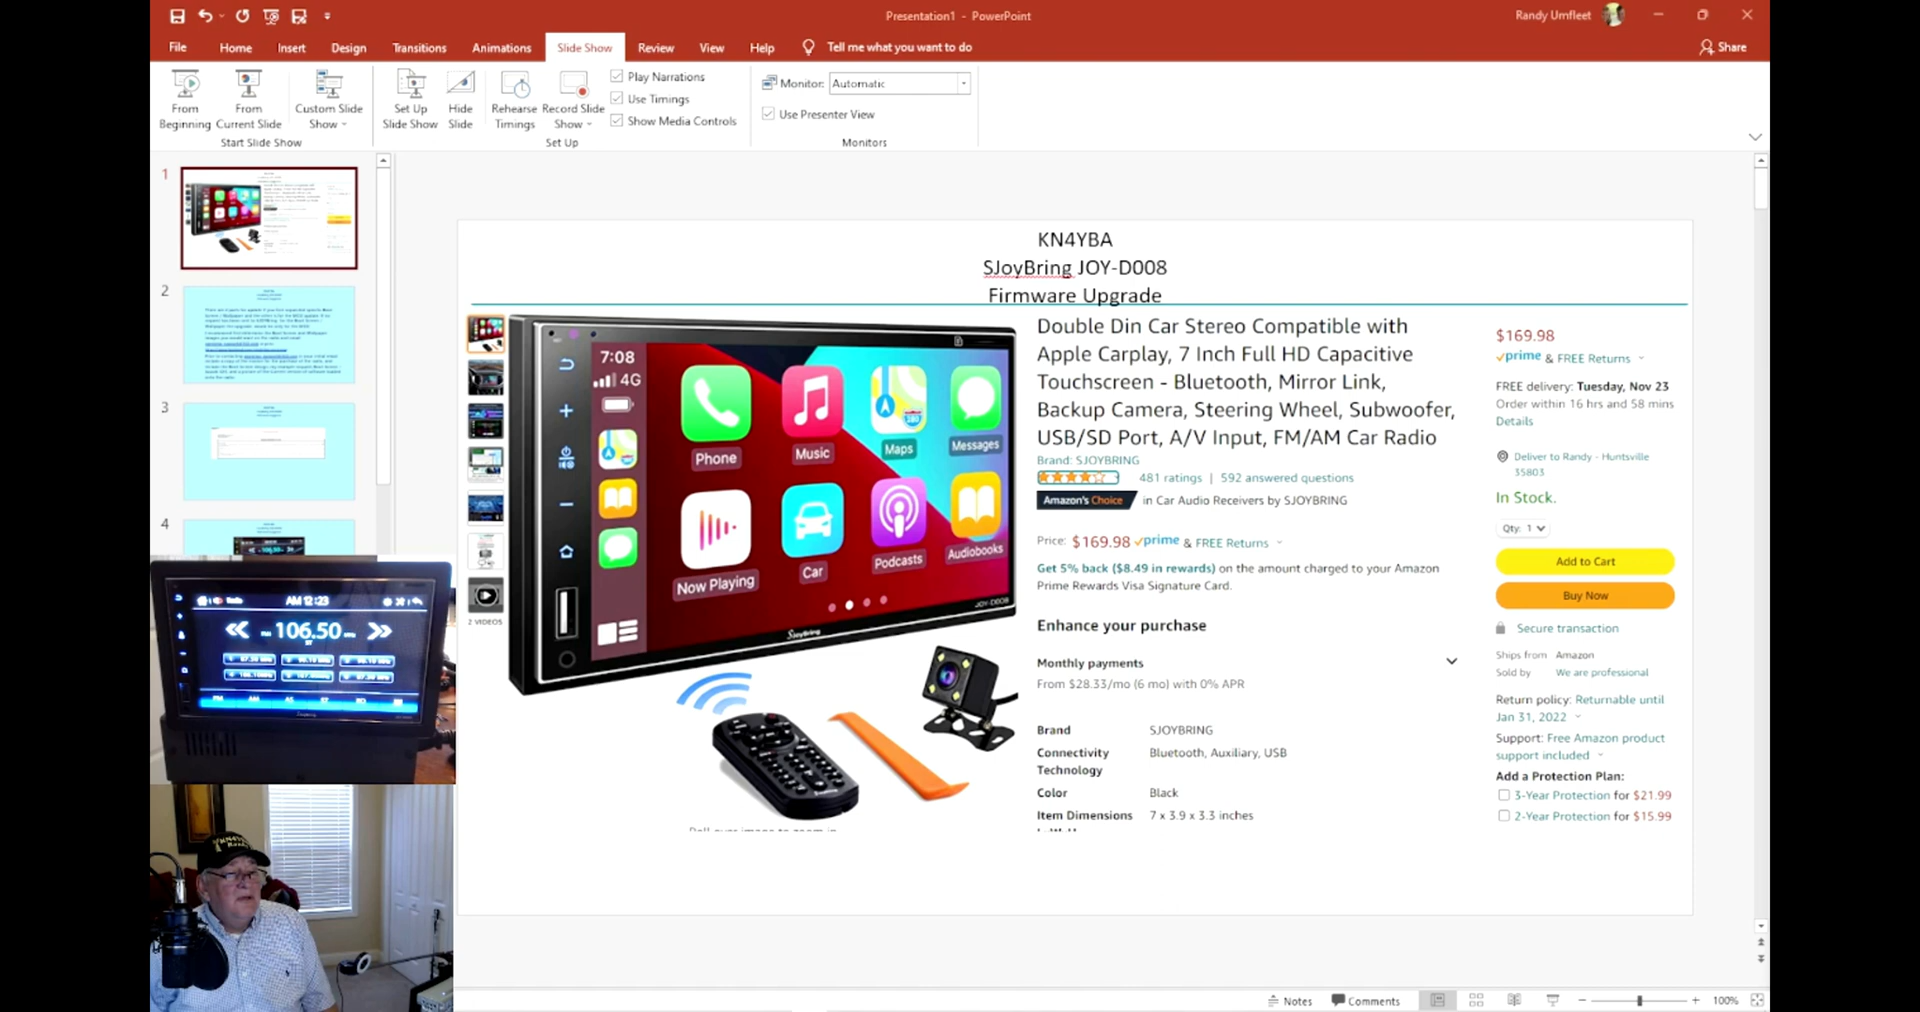 Presentation1 - PowerPoint
Randy Umfleet
File
Home
Insert
Design
Transitions
Animations
Slide Show
Review
View
Help
Tell me what you want to do
Share
From Beginning
From Current Slide
Custom Slide Show
Set Up Slide Show
Hide Slide
Rehearse Timings
Record Slide Show
Play Narrations
Use Timings
Show Media Controls
Monitor: Automatic
Use Presenter View
Start Slide Show
Set Up
Monitors
1
2
3
4
KN4YBA
SJoyBring JOY-D008
Firmware Upgrade
7:08
4G
Phone
Music
Maps
Messages
Now Playing
Car
Podcasts
Audiobooks
JOY-D008
SJoyBring
2 VIDEOS
Double Din Car Stereo Compatible with
Apple Carplay, 7 Inch Full HD Capacitive
Touchscreen - Bluetooth, Mirror Link,
Backup Camera, Steering Wheel, Subwoofer,
USB/SD Port, A/V Input, FM/AM Car Radio
Brand: SJOYBRING
481 ratings | 592 answered questions
Amazon's Choice in Car Audio Receivers by SJOYBRING
Price: $169.98 prime & FREE Returns
Get 5% back ($8.49 in rewards) on the amount charged to your Amazon
Prime Rewards Visa Signature Card.
Enhance your purchase
Monthly payments
From $28.33/mo (6 mo) with 0% APR
Brand SJOYBRING
Connectivity Technology Bluetooth, Auxiliary, USB
Color Black
Item Dimensions 7 x 3.9 x 3.3 inches
$169.98
prime & FREE Returns
FREE delivery: Tuesday, Nov 23
Order within 16 hrs and 58 mins
Details
Deliver to Randy - Huntsville
35803
In Stock.
Qty: 1
Add to Cart
Buy Now
Secure transaction
Ships from Amazon
Sold by We are professional
Return policy: Returnable until
Jan 31, 2022
Support: Free Amazon product
support included
Add a Protection Plan:
3-Year Protection for $21.99
2-Year Protection for $15.99
Radio
AM 12:23
106.50
Notes
Comments
100%